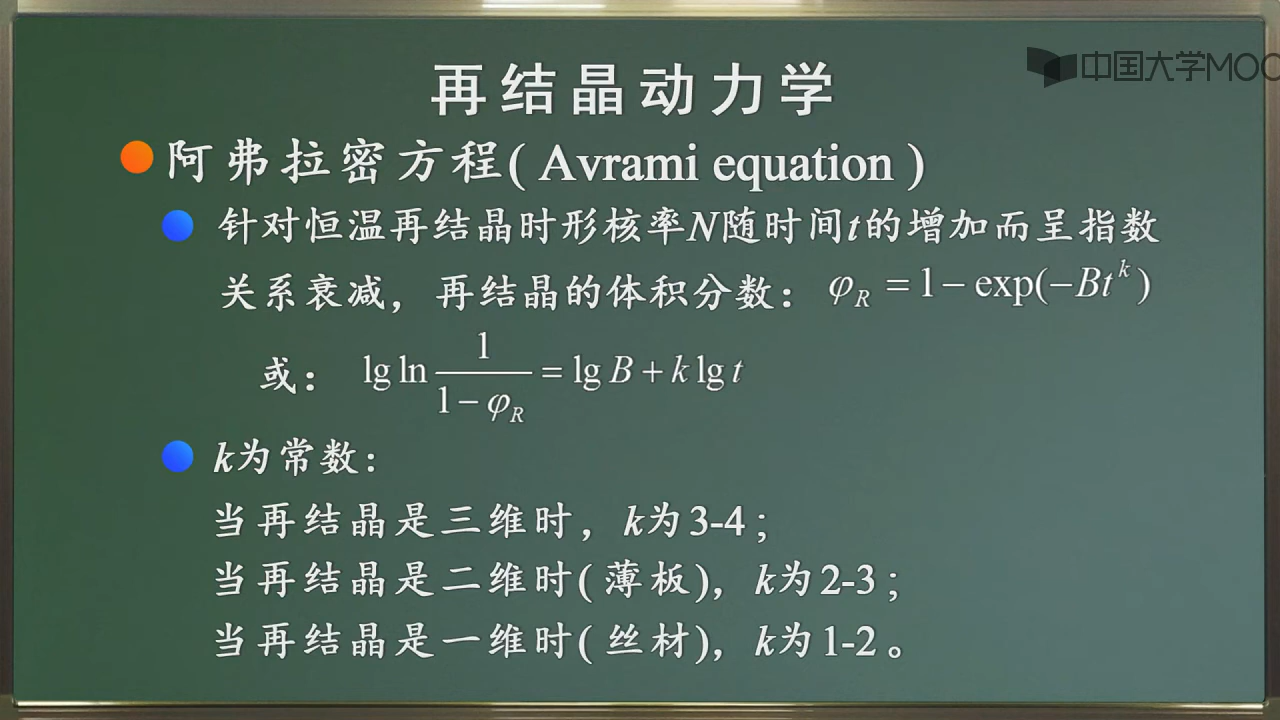 中国大学MOO
再结晶动力学
阿弗拉密方程( Avrami equation )
针对恒温再结晶时形核率N随时间t的增加而呈指数
关系衰减，再结晶的体积分数： φ_R = 1 − exp(−Bt^k)
或： lg ln 1/(1 − φ_R) = lg B + k lg t
k为常数：
当再结晶是三维时，k为3-4；
当再结晶是二维时( 薄板)，k为2-3；
当再结晶是一维时( 丝材)，k为1-2。